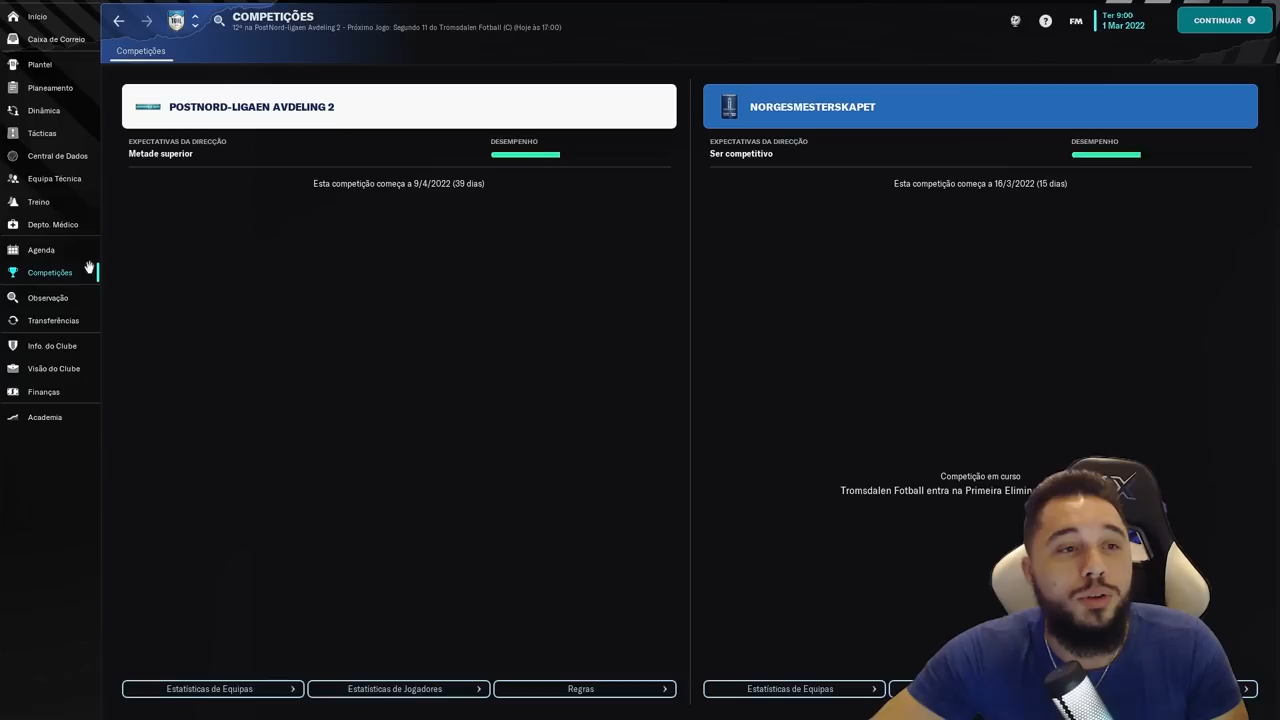 Início
Caixa de Correio
Plantel
Planeamento
Dinâmica
Tácticas
Central de Dados
Equipa Técnica
Treino
Depto. Médico
Agenda
Competições
Observação
Transferências
Info. do Clube
Visão do Clube
Finanças
Academia
COMPETIÇÕES
12º na PostNord-ligaen Avdeling 2 - Próximo Jogo: Segundo 11 do Tromsdalen Fotball (C) (Hoje às 17:00)
FM
Ter 9:00
1 Mar 2022
CONTINUAR
Competições
POSTNORD-LIGAEN AVDELING 2
EXPECTATIVAS DA DIRECÇÃO
DESEMPENHO
Metade superior
Esta competição começa a 9/4/2022 (39 dias)
Estatísticas de Equipas
Estatísticas de Jogadores
Regras
NORGESMESTERSKAPET
EXPECTATIVAS DA DIRECÇÃO
DESEMPENHO
Ser competitivo
Esta competição começa a 16/3/2022 (15 dias)
Competição em curso
Tromsdalen Fotball entra na Primeira Elimin
Estatísticas de Equipas